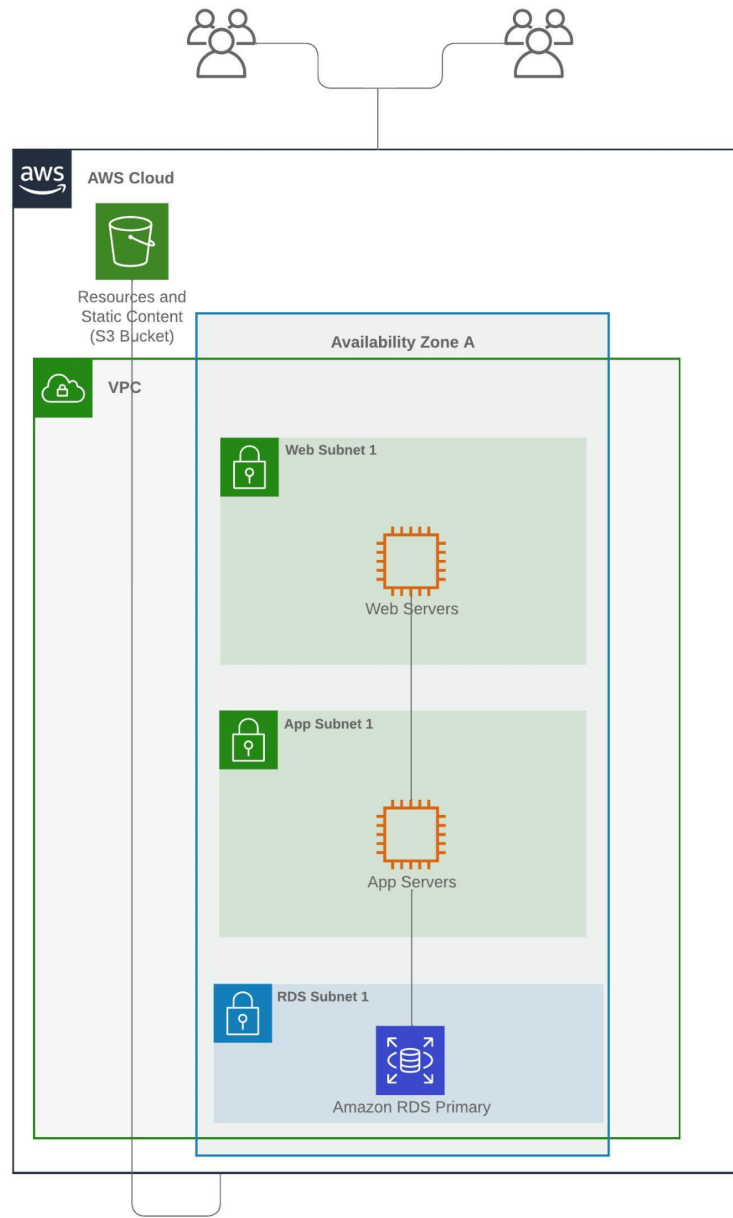 aws
AWS Cloud
Resources and
Static Content
(S3 Bucket)
Availability Zone A
VPC
Web Subnet 1
Web Servers
App Subnet 1
App Servers
RDS Subnet 1
Amazon RDS Primary